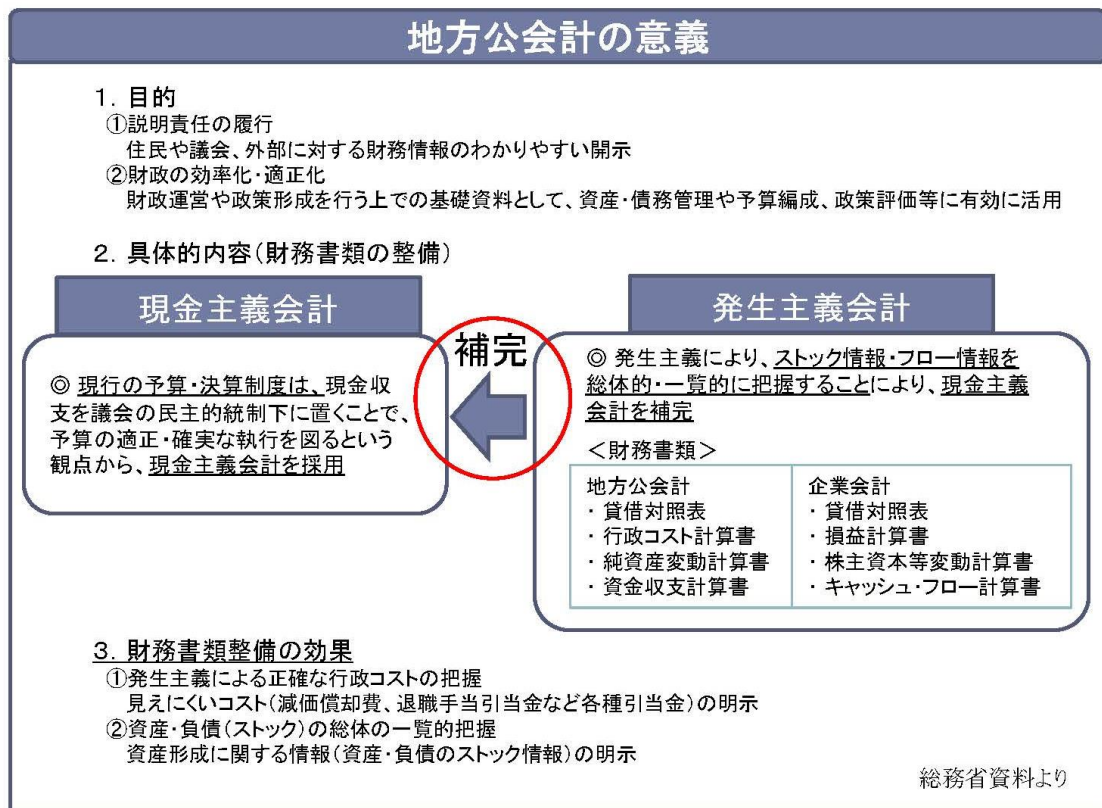 地方公会計の意義
1. 目的
①説明責任の履行
住民や議会、外部に対する財務情報のわかりやすい開示
②財政の効率化・適正化
財政運営や政策形成を行う上での基礎資料として、資産・債務管理や予算編成、政策評価等に有効に活用
2. 具体的内容(財務書類の整備)
現金主義会計
◎ 現行の予算・決算制度は、現金収
支を議会の民主的統制下に置くことで、
予算の適正・確実な執行を図るという
観点から、現金主義会計を採用
補完
発生主義会計
◎ 発生主義により、ストック情報・フロー情報を
総体的・一覧的に把握することにより、現金主義
会計を補完
<財務書類>
地方公会計
・ 貸借対照表
・ 行政コスト計算書
・ 純資産変動計算書
・ 資金収支計算書
企業会計
・ 貸借対照表
・ 損益計算書
・ 株主資本等変動計算書
・ キャッシュ・フロー計算書
3. 財務書類整備の効果
①発生主義による正確な行政コストの把握
見えにくいコスト(減価償却費、退職手当引当金など各種引当金)の明示
②資産・負債(ストック)の総体の一覧的把握
資産形成に関する情報(資産・負債のストック情報)の明示
総務省資料より